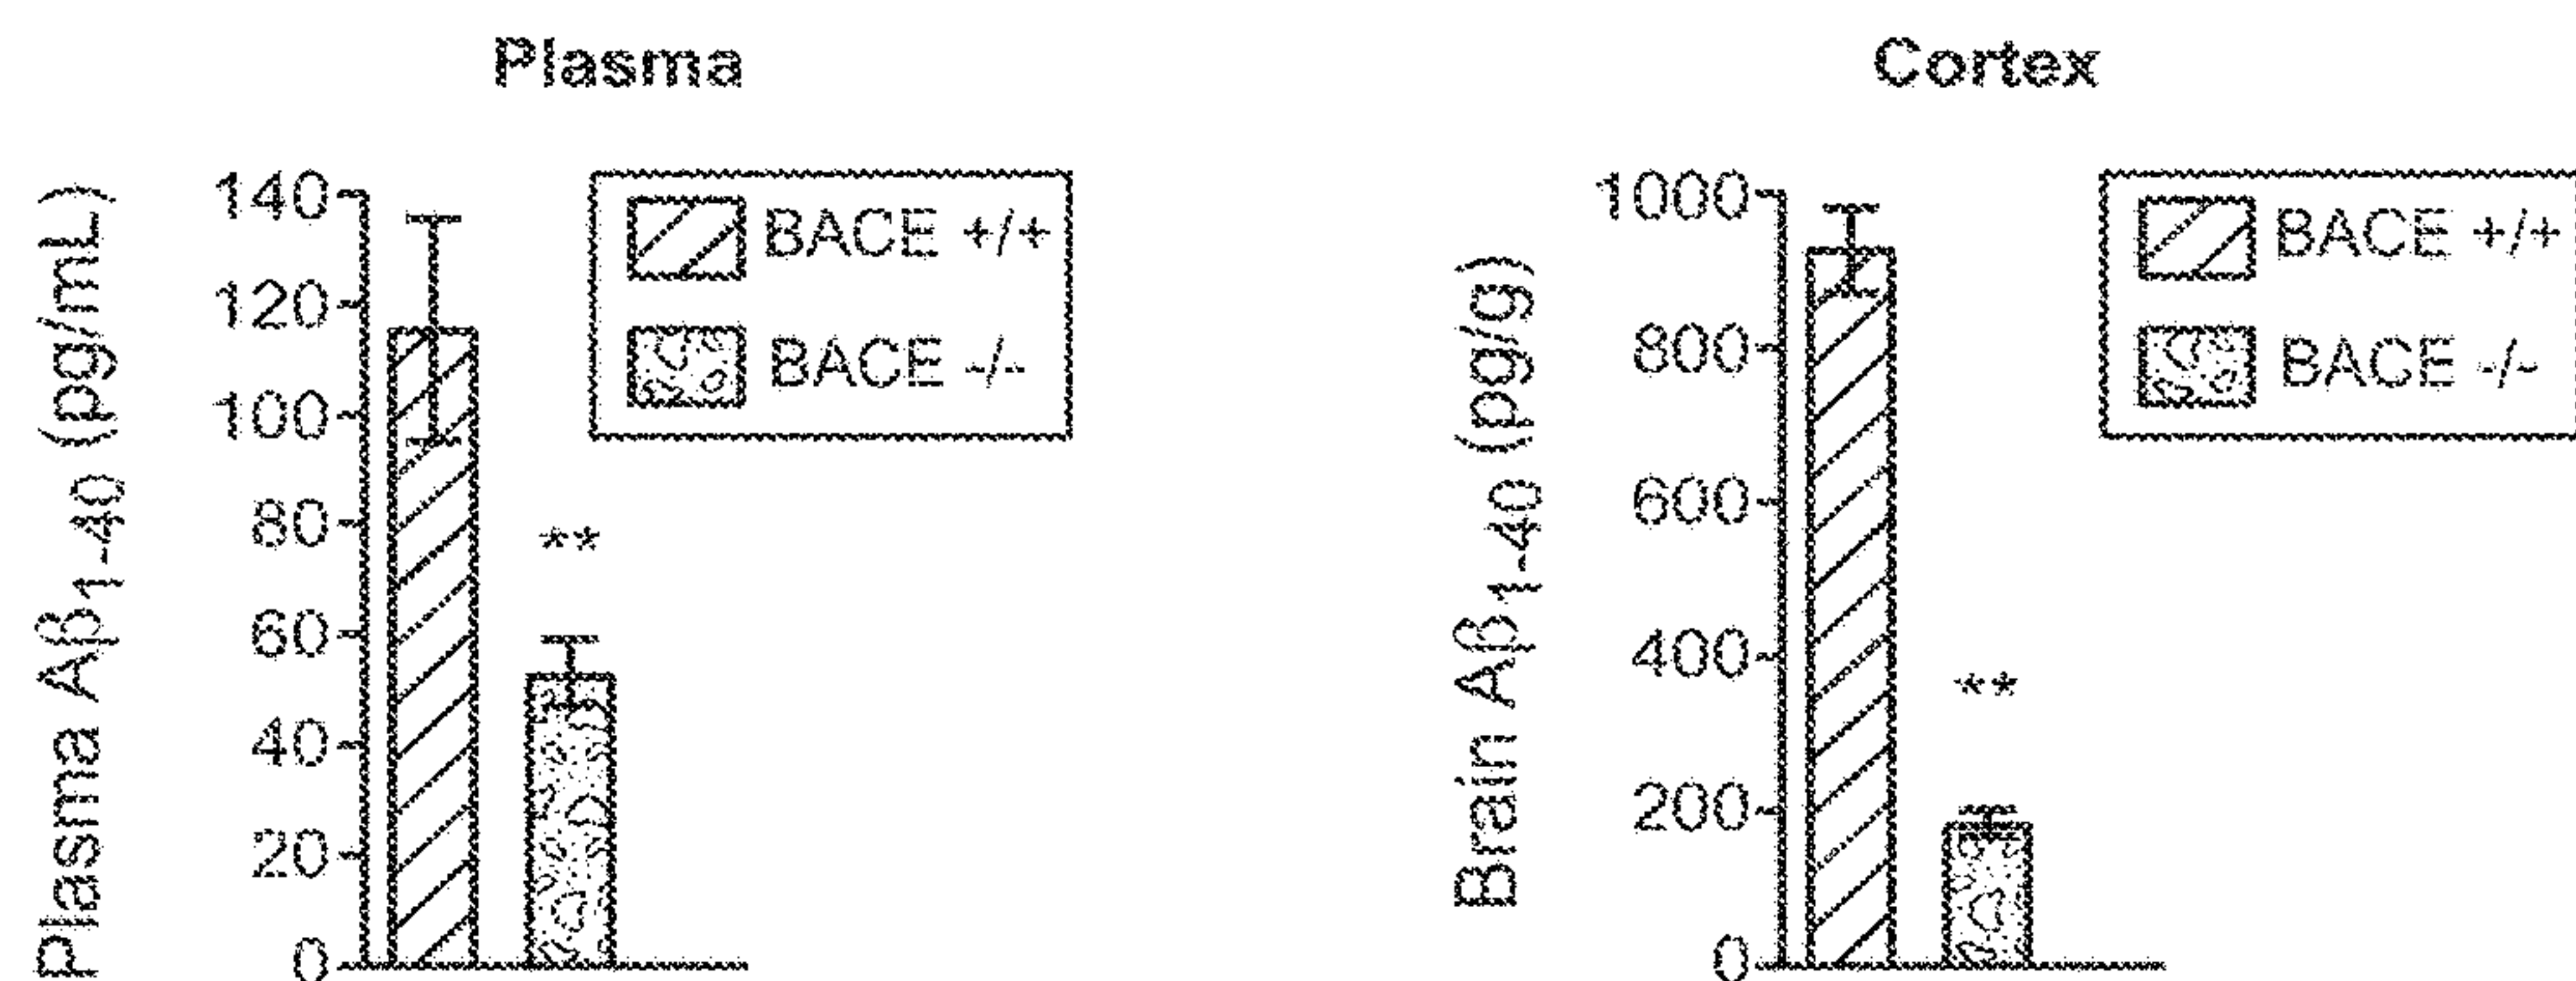 Plasma
Plasma Aβ1-40 (pg/mL)
140
120
100
80
60
40
20
0
**
BACE +/+
BACE -/-
Cortex
Brain Aβ1-40 (pg/g)
1000
800
600
400
200
0
**
BACE +/+
BACE -/-